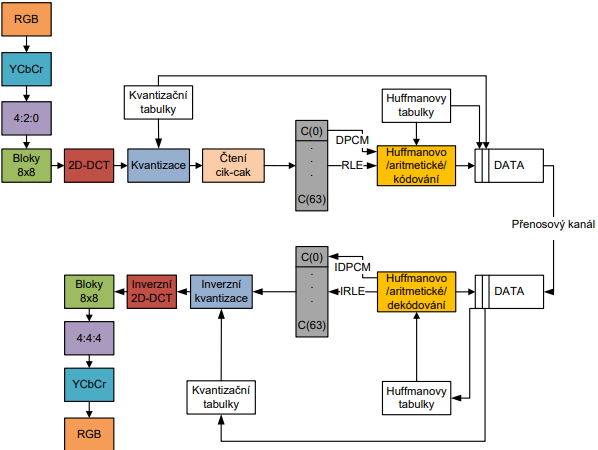 RGB
YCbCr
4:2:0
Bloky
8x8
2D-DCT
Kvantizační
tabulky
Kvantizace
Čtení
cik-cak
C(0)
.
.
.
C(63)
DPCM
RLE
Huffmanovy
tabulky
Huffmanovo
/aritmetické/
kódování
DATA
Přenosový kanál
Bloky
8x8
Inverzní
2D-DCT
Inverzní
kvantizace
C(0)
.
.
.
C(63)
IDPCM
IRLE
Huffmanovo
/aritmetické/
dekódování
DATA
4:4:4
YCbCr
RGB
Kvantizační
tabulky
Huffmanovy
tabulky